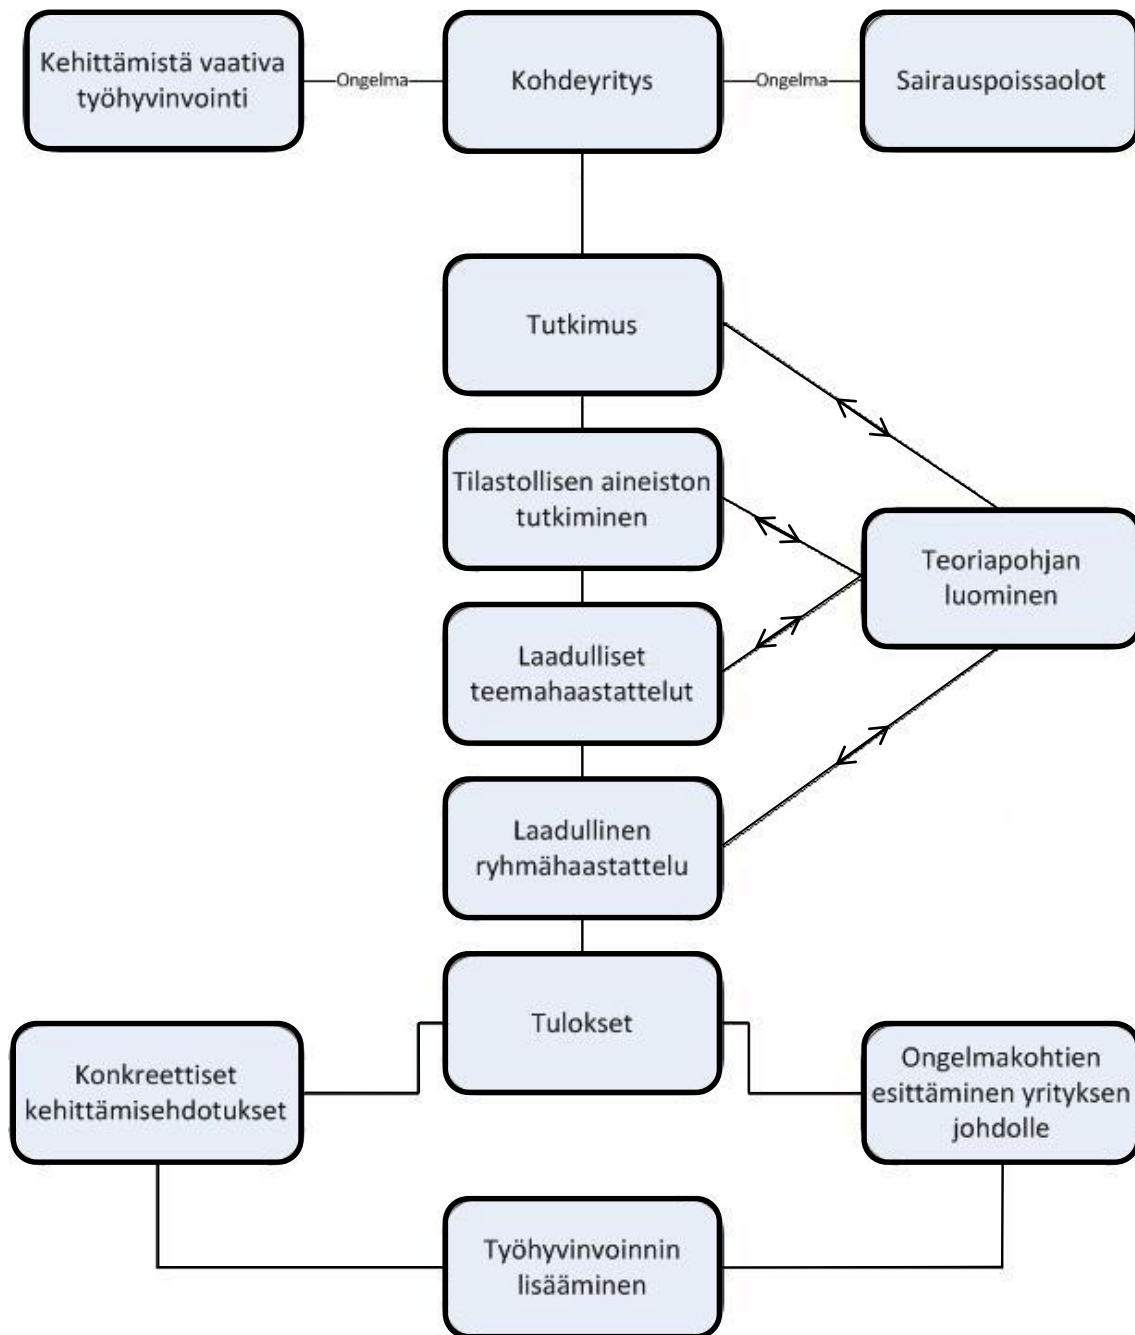 Kehittämistä vaativa
työhyvinvointi
Ongelma
Kohdeyritys
Ongelma
Sairauspoissaolot
Tutkimus
Tilastollisen aineiston
tutkiminen
Teoriapohjan
luominen
Laadulliset
teemahaastattelut
Laadullinen
ryhmähaastattelu
Tulokset
Konkreettiset
kehittämisehdotukset
Ongelmakohtien
esittäminen yrityksen
johdolle
Työhyvinvoinnin
lisääminen